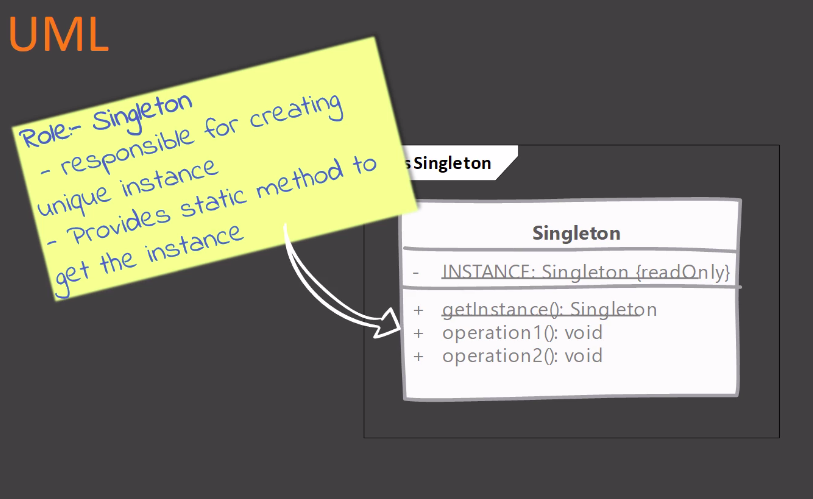 UML
Role:- Singleton
- responsible for creating
unique instance
- Provides static method to
get the instance
s Singleton
Singleton
- INSTANCE: Singleton {readOnly}
+ getInstance(): Singleton
+ operation1(): void
+ operation2(): void